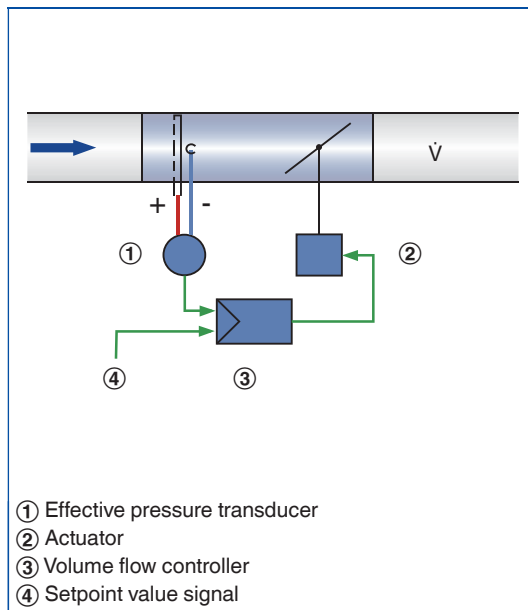 V̇
+ -
①
②
④
③
① Effective pressure transducer
② Actuator
③ Volume flow controller
④ Setpoint value signal